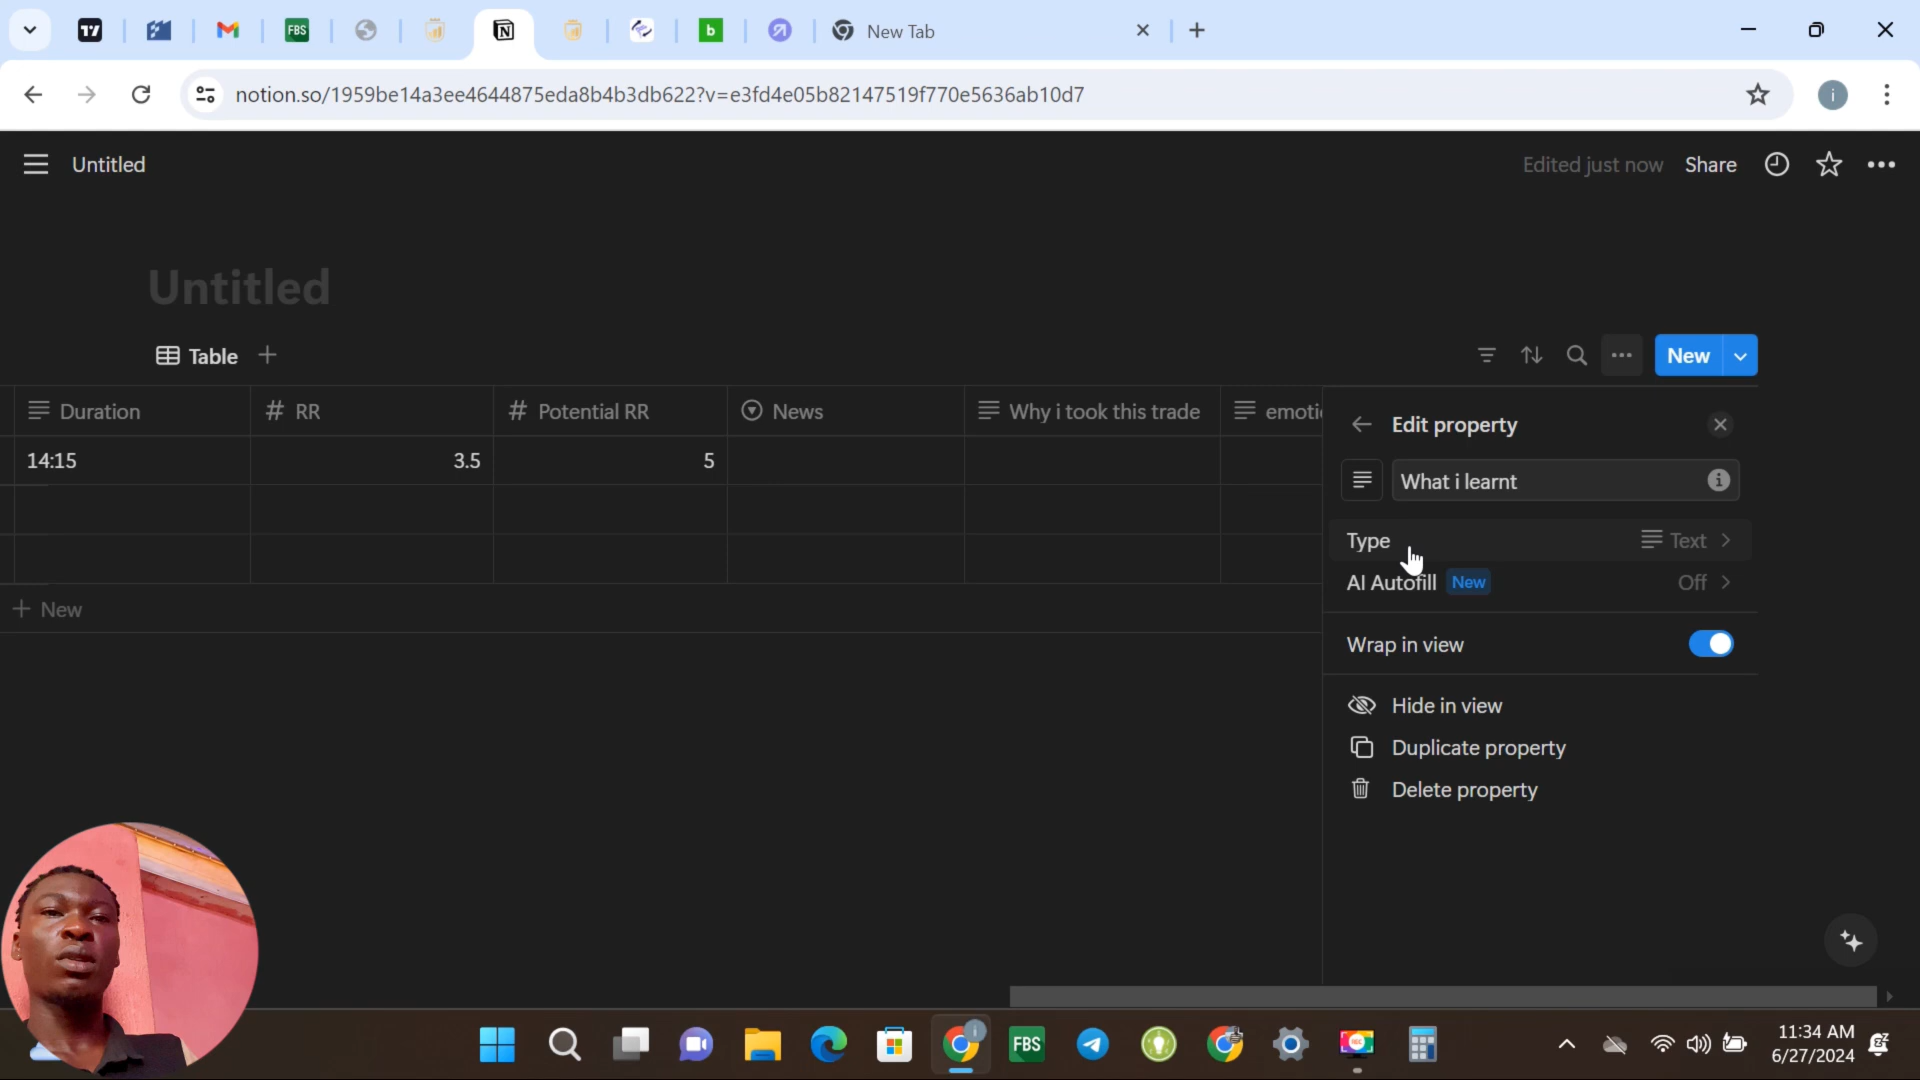 FBS
b
New Tab
notion.so/1959be14a3ee4644875eda8b4b3db622?v=e3fd4e05b82147519f770e5636ab10d7
i
Untitled
Edited just now
Share
Untitled
Table
New
Duration
# RR
# Potential RR
News
Why i took this trade
emoti
14:15
3.5
5
+ New
Edit property
What i learnt
Type
Text
AI Autofill
New
Off
Wrap in view
Hide in view
Duplicate property
Delete property
FBS
11:34 AM
6/27/2024